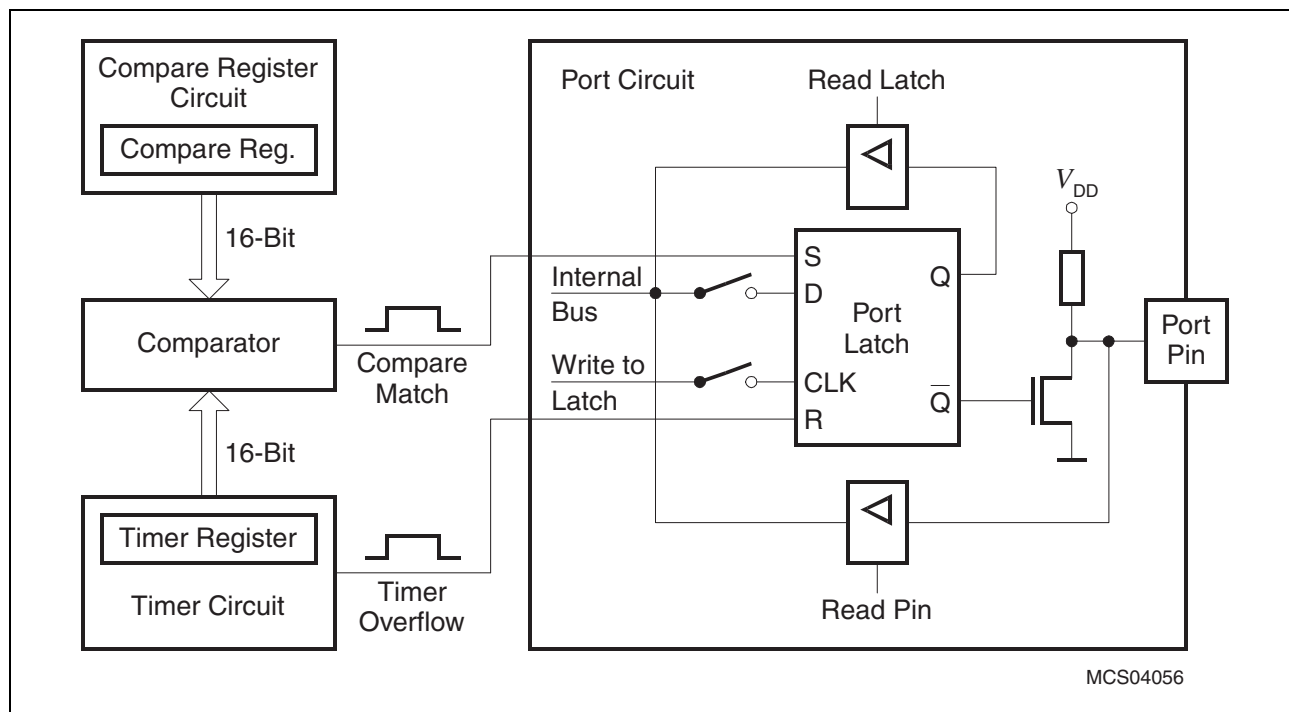 Compare Register
Circuit
Compare Reg.
16-Bit
Comparator
Compare
Match
16-Bit
Timer Register
Timer Circuit
Timer
Overflow
Port Circuit
Read Latch
Internal
Bus
Write to
Latch
S
D
CLK
R
Port
Latch
Q
Q̅
V_DD
Port
Pin
Read Pin
MCS04056